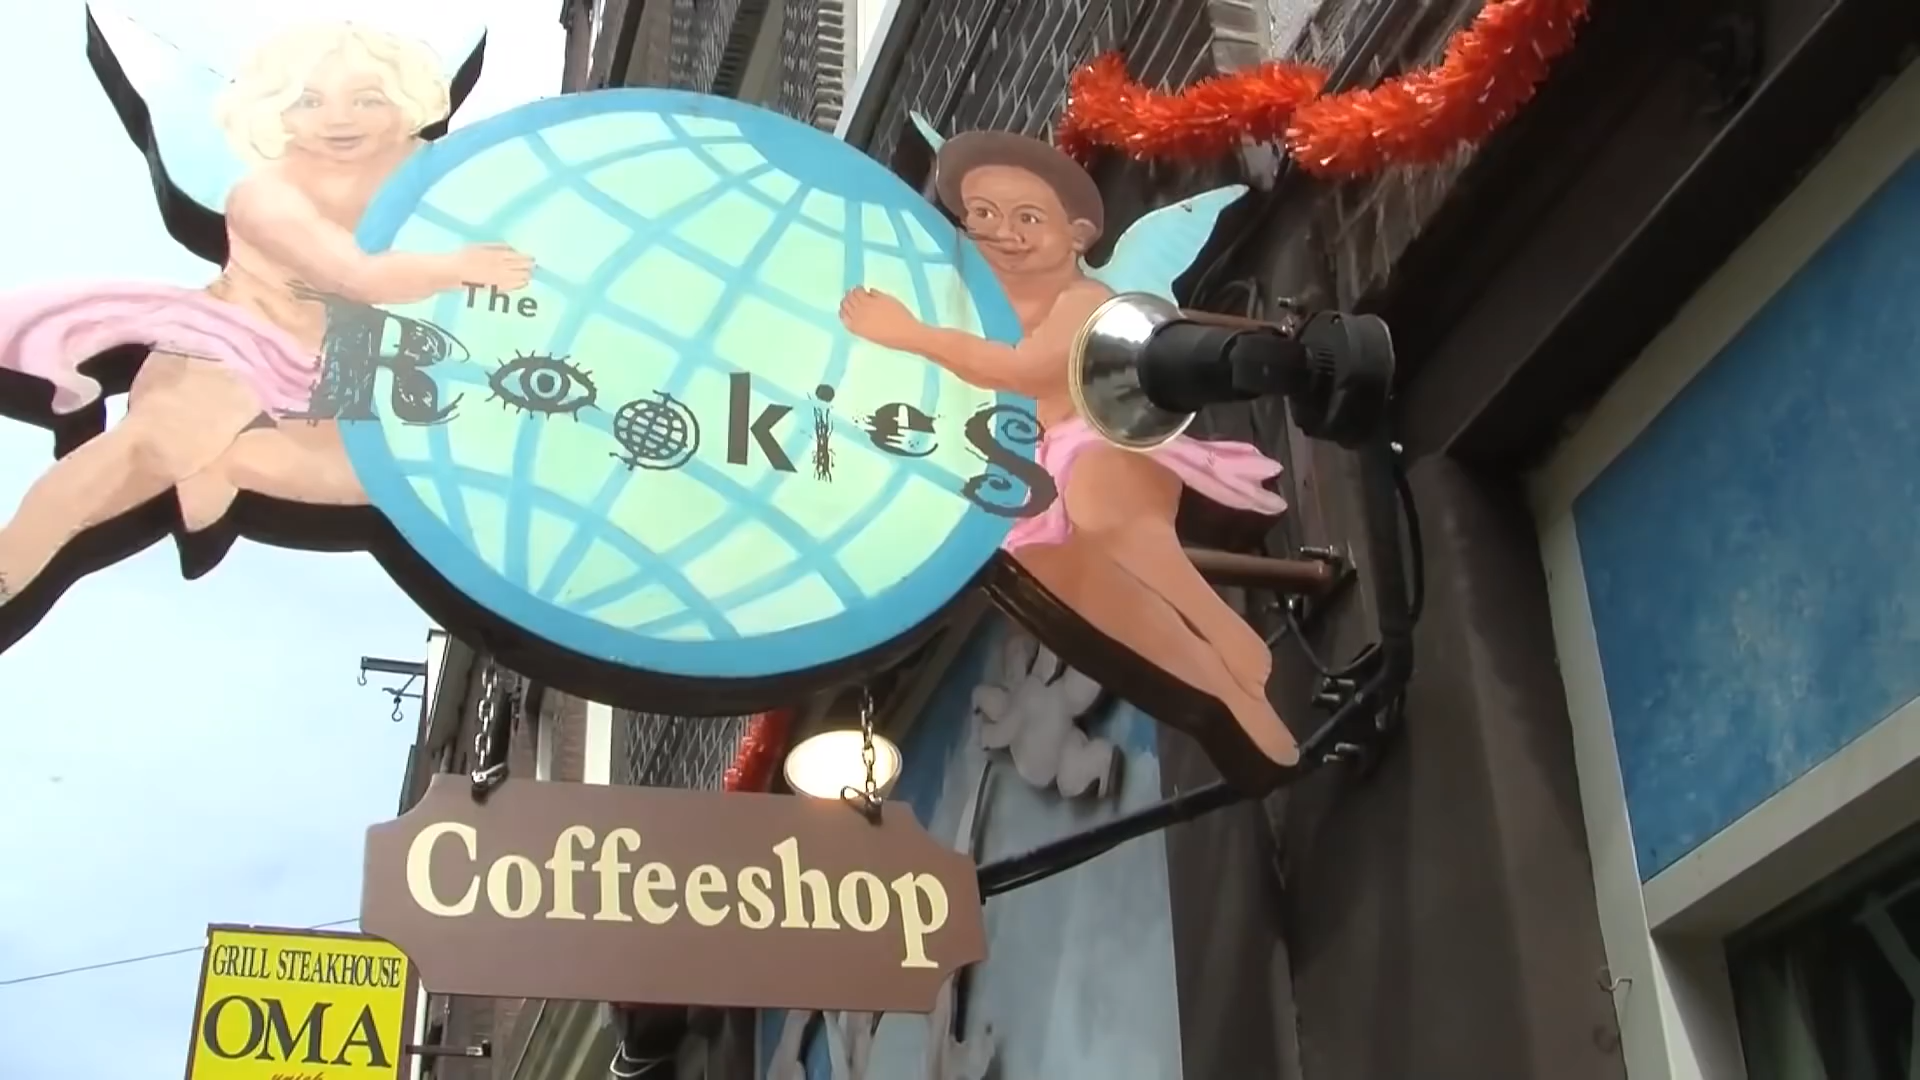 The
Rookies
Coffeeshop
GRILL STEAKHOUSE
OMA